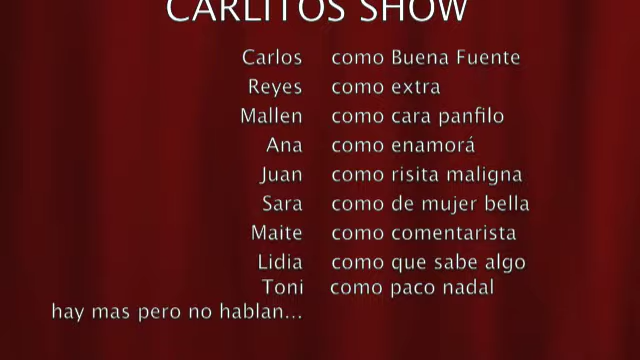 CARLITOS SHOW
Carlos como Buena Fuente
Reyes como extra
Mallen como cara panfilo
Ana como enamorá
Juan como risita maligna
Sara como de mujer bella
Maite como comentarista
Lidia como que sabe algo
Toni como paco nadal
hay mas pero no hablan...